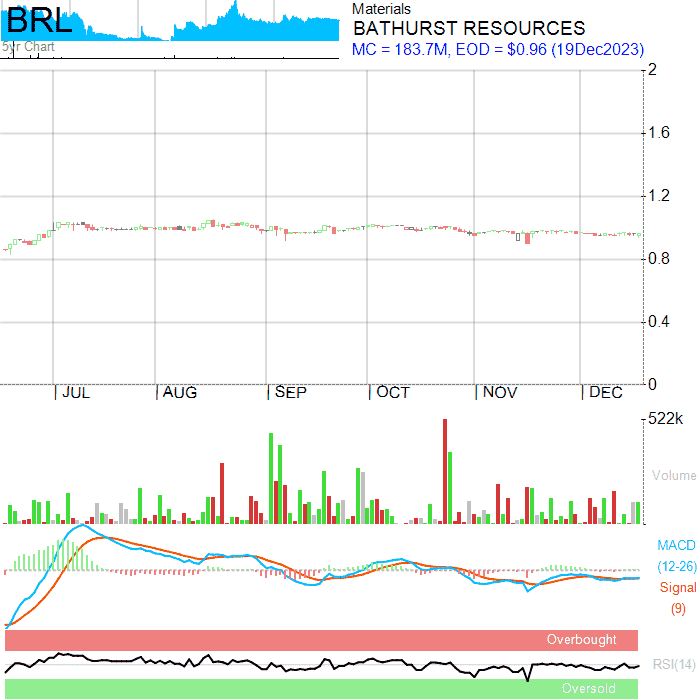 BRL
5yr Chart
Materials
BATHURST RESOURCES
MC = 183.7M, EOD = $0.96 (19Dec2023)
2
1.6
1.2
0.8
0.4
0
JUL AUG SEP OCT NOV DEC
522k
Volume
MACD
(12-26)
Signal
(9)
Overbought
RSI(14)
Oversold